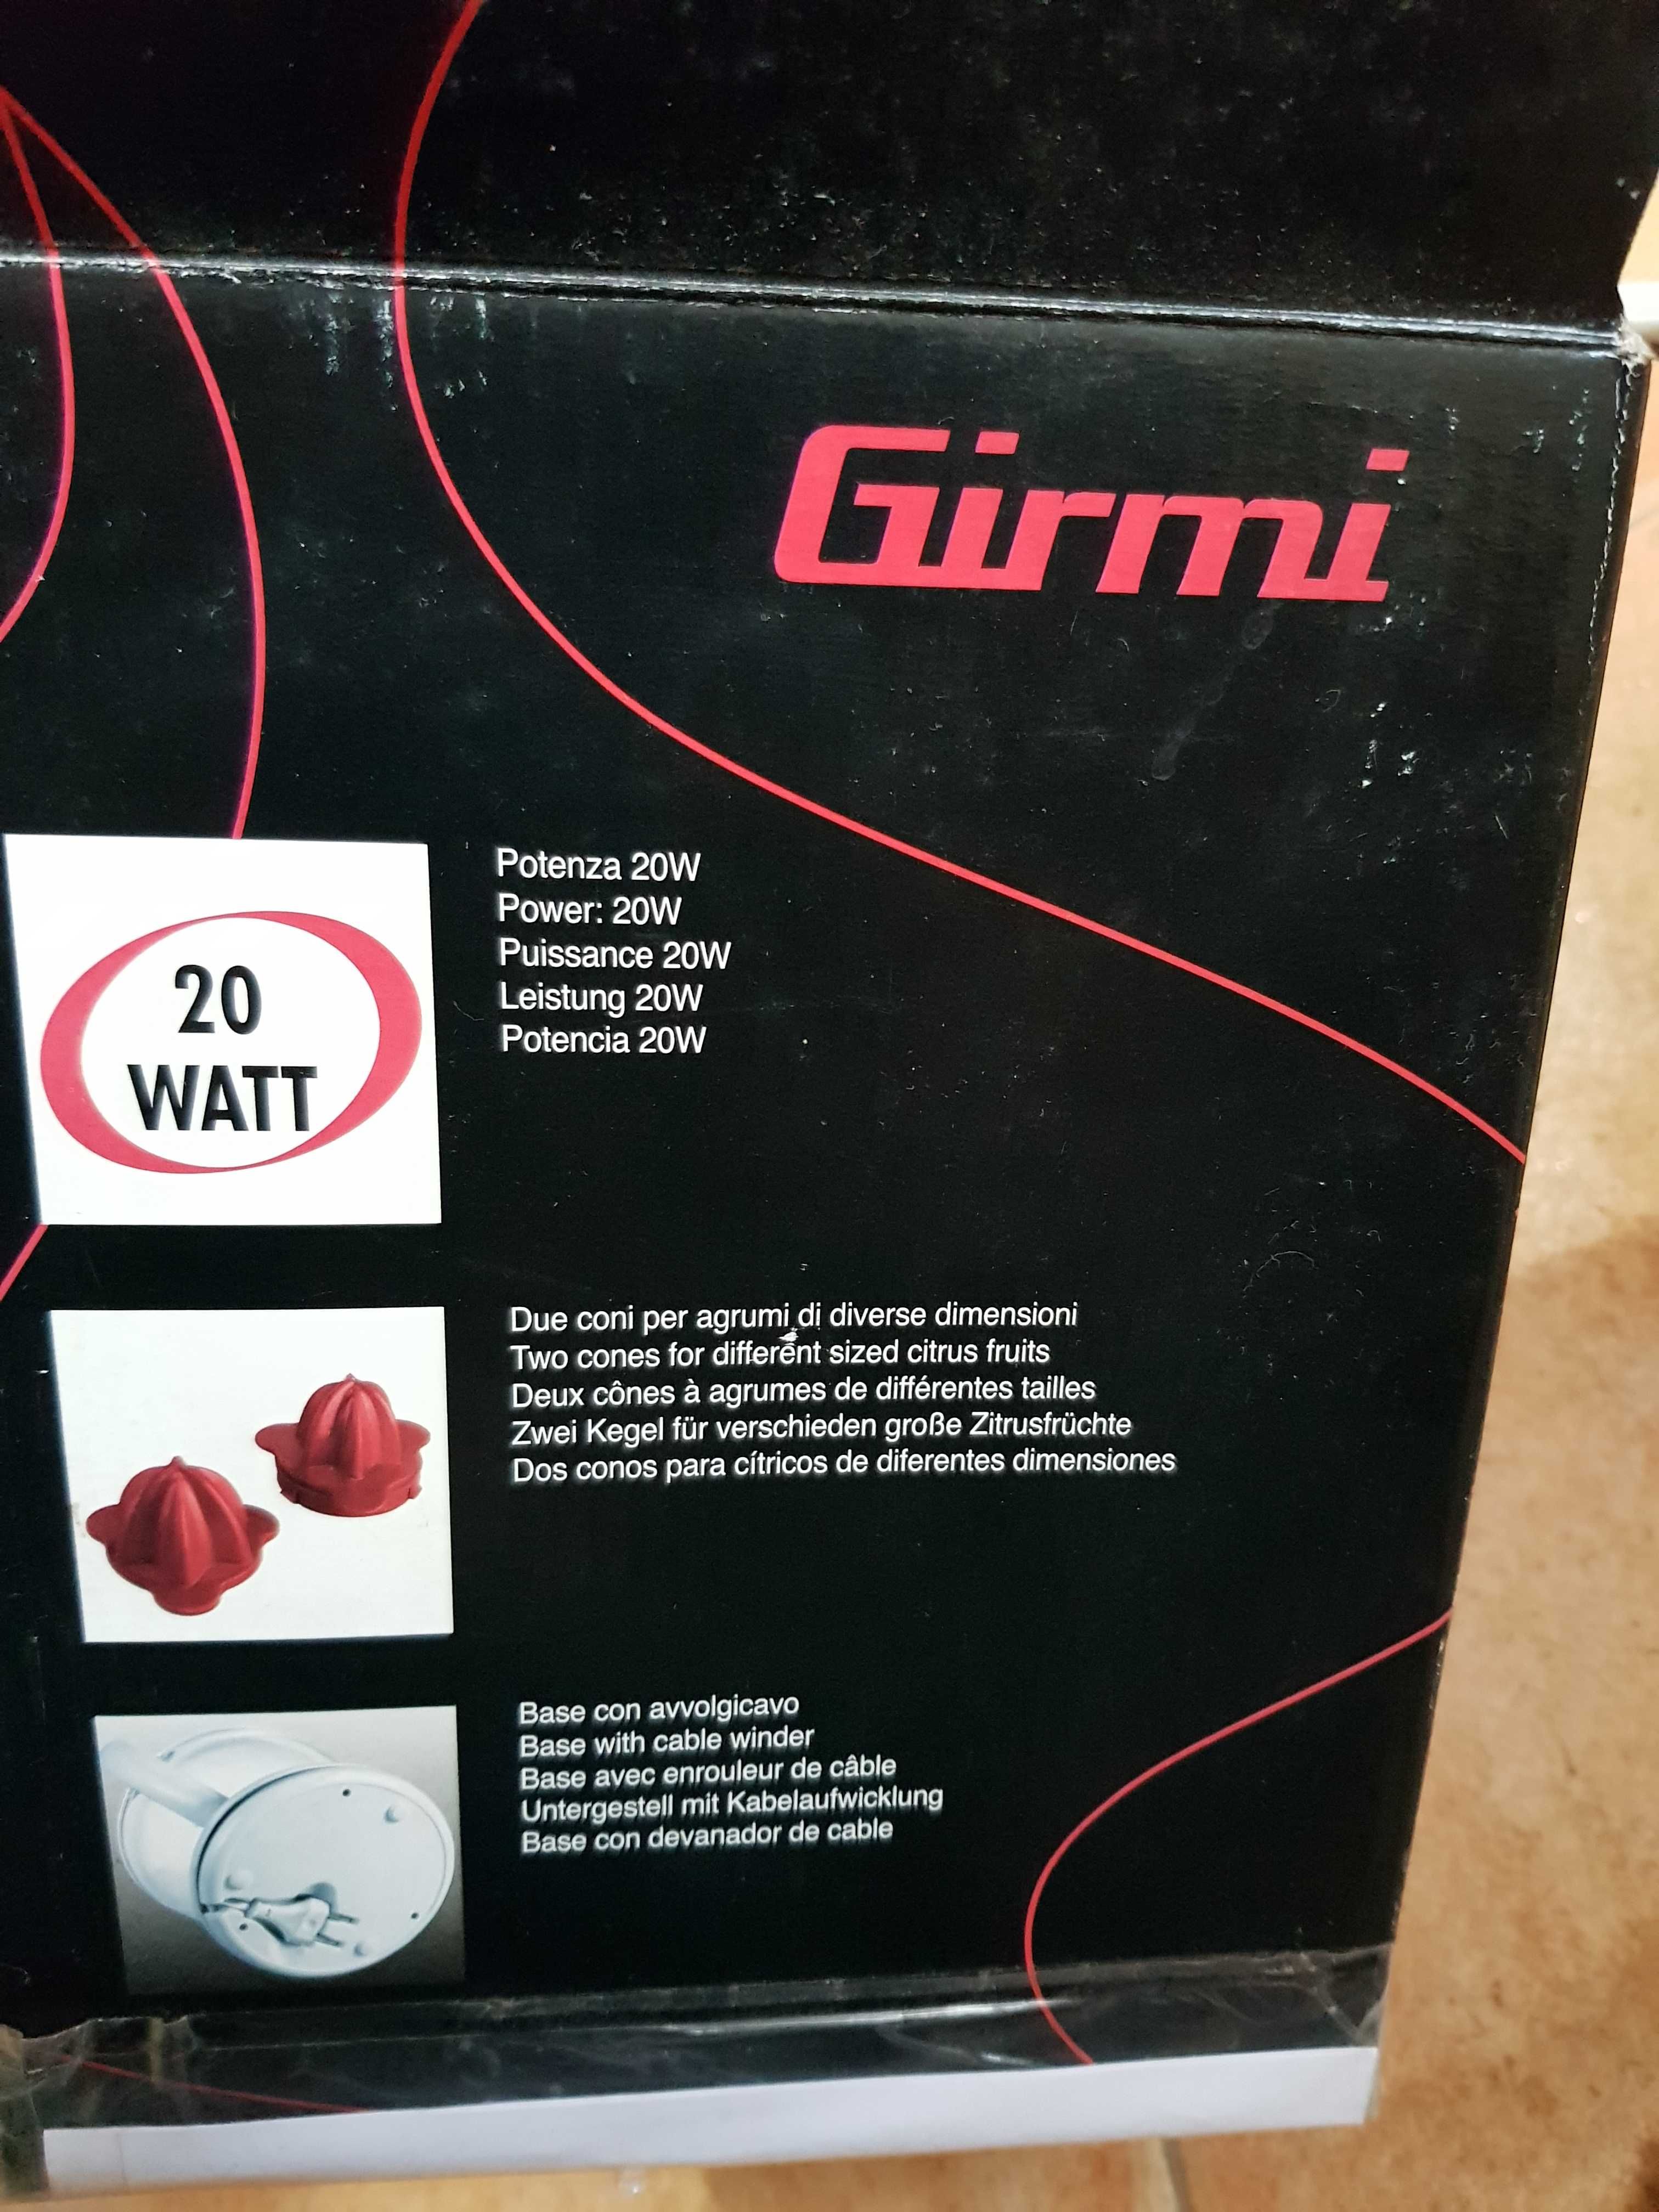 Girmi
20
WATT
Potenza 20W
Power: 20W
Puissance 20W
Leistung 20W
Potencia 20W
Due coni per agrumi di diverse dimensioni
Two cones for different sized citrus fruits
Deux cônes à agrumes de différentes tailles
Zwei Kegel für verschieden große Zitrusfrüchte
Dos conos para cítricos de diferentes dimensiones
Base con avvolgicavo
Base with cable winder
Base avec enrouleur de câble
Untergestell mit Kabelaufwicklung
Base con devanador de cable